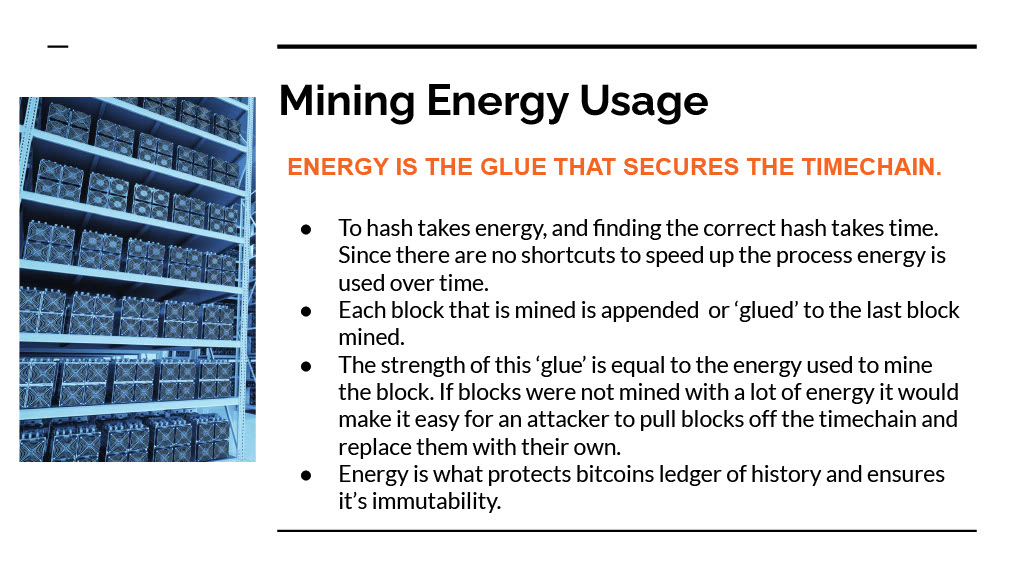 Mining Energy Usage
ENERGY IS THE GLUE THAT SECURES THE TIMECHAIN.
● To hash takes energy, and finding the correct hash takes time.
Since there are no shortcuts to speed up the process energy is
used over time.
● Each block that is mined is appended  or ‘glued’ to the last block
mined.
● The strength of this ‘glue’ is equal to the energy used to mine
the block. If blocks were not mined with a lot of energy it would
make it easy for an attacker to pull blocks off the timechain and
replace them with their own.
● Energy is what protects bitcoins ledger of history and ensures
it’s immutability.